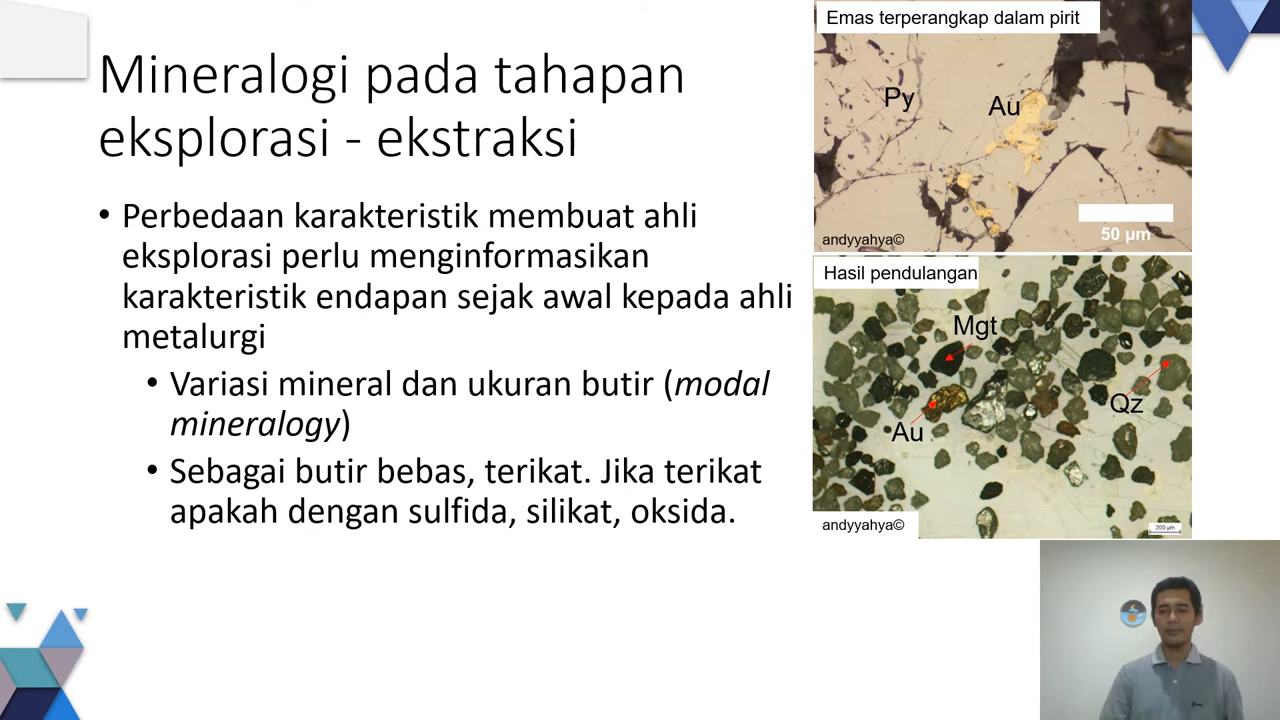 Mineralogi pada tahapan
eksplorasi - ekstraksi
• Perbedaan karakteristik membuat ahli
eksplorasi perlu menginformasikan
karakteristik endapan sejak awal kepada ahli
metalurgi
• Variasi mineral dan ukuran butir (modal
mineralogy)
• Sebagai butir bebas, terikat. Jika terikat
apakah dengan sulfida, silikat, oksida.
Emas terperangkap dalam pirit
Py
Au
50 µm
andyyahya©
Hasil pendulangan
Mgt
Au
Qz
andyyahya©
200 µm